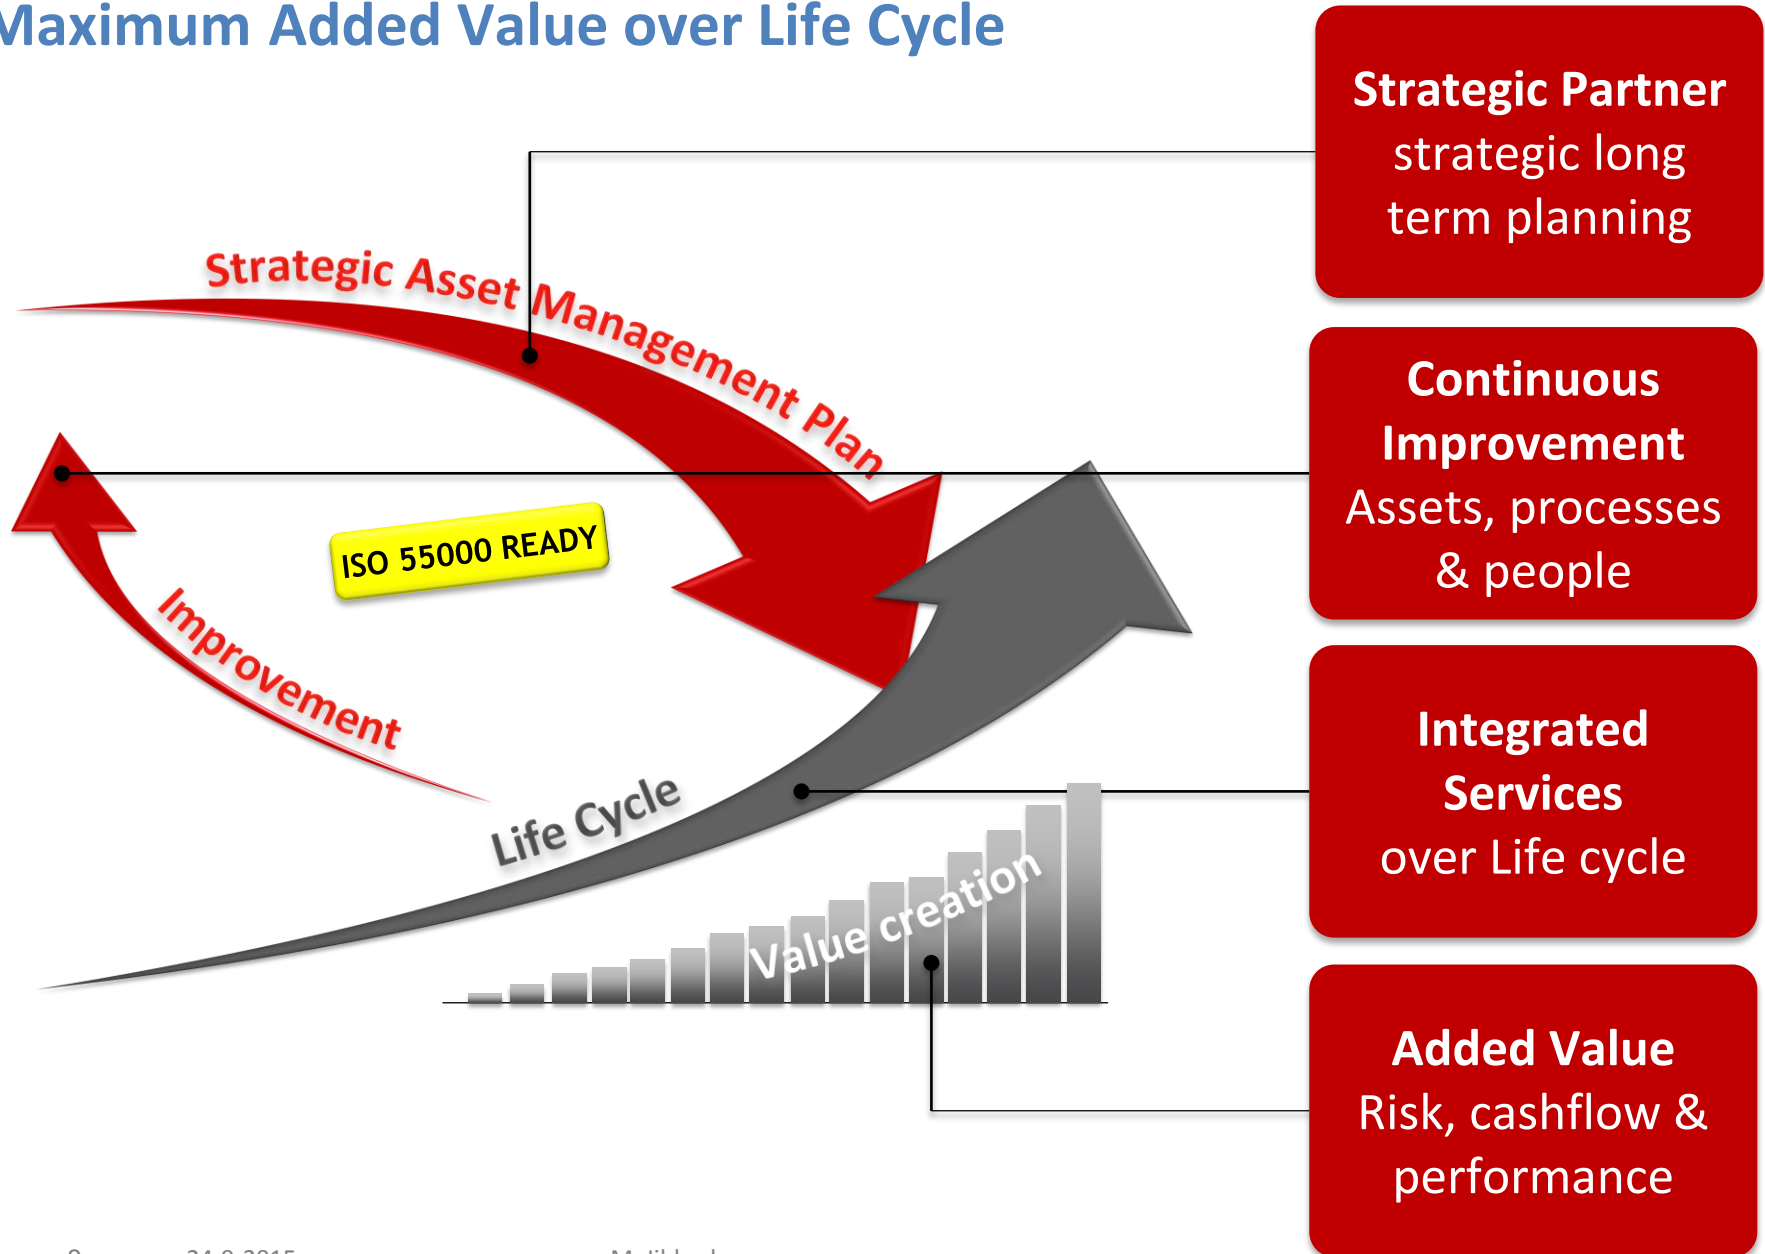 Maximum Added Value over Life Cycle
Strategic Partner
strategic long
term planning
Strategic Asset Management Plan
Continuous
Improvement
Assets, processes
& people
ISO 55000 READY
Improvement
Integrated
Services
over Life cycle
Life Cycle
Value creation
Added Value
Risk, cashflow &
performance